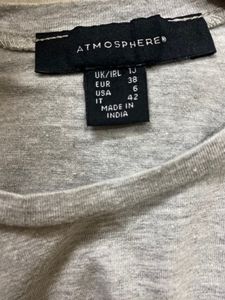 ATMOSPHERE®
UK/IRL 10
EUR 38
USA 6
IT 42
MADE IN
INDIA